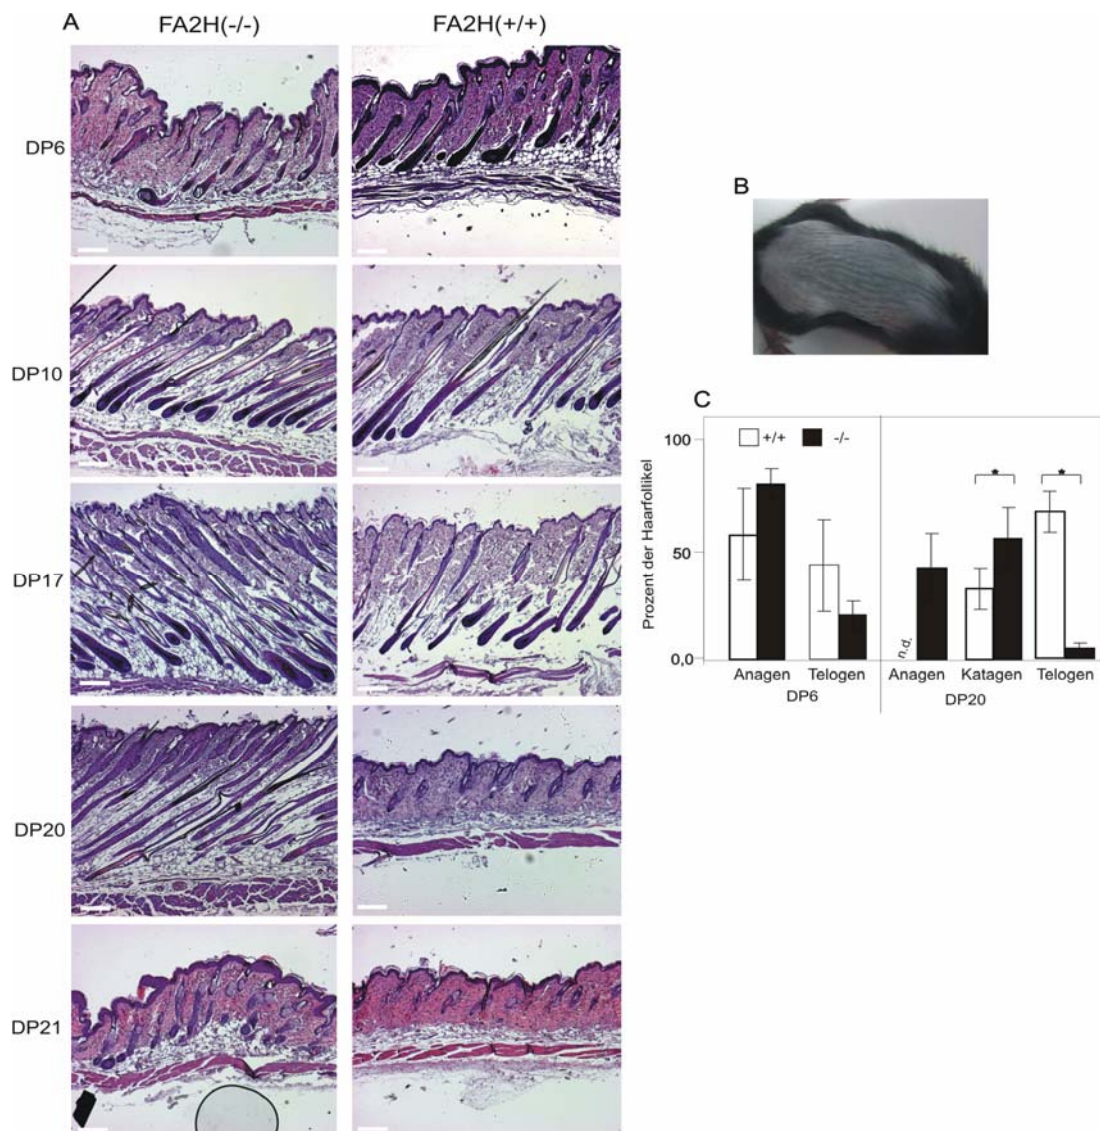 A
FA2H(-/-)
FA2H(+/+)
DP6
DP10
DP17
DP20
DP21
B
C
+/+
-/-
Prozent der Haarfollikel
100
50
0,0
*
*
n.d.
Anagen Telogen Anagen Katagen Telogen
DP6 DP20